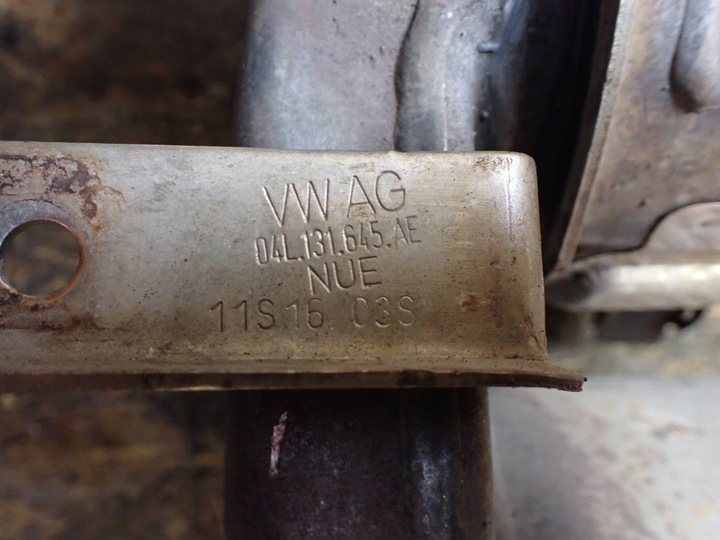 VW AG
04L.131.645.AE
NUE
11S16 03S